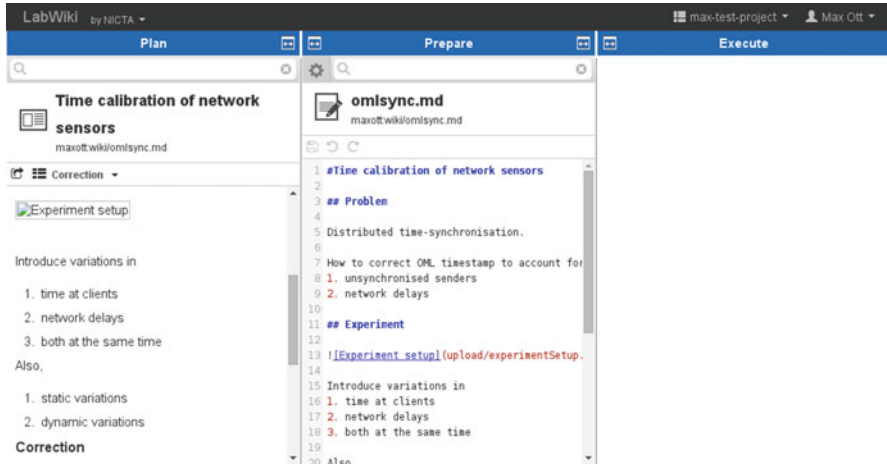 LabWiki by NICTA
max-test-project Max Ott
Plan
Prepare
Execute
Time calibration of network
sensors
maxott:wiki/omlsync.md
Correction
Experiment setup
Introduce variations in
1. time at clients
2. network delays
3. both at the same time
Also,
1. static variations
2. dynamic variations
Correction
omlsync.md
maxott:wiki/omlsync.md
1 #Time calibration of network sensors
2
3 ## Problem
4
5 Distributed time-synchronisation.
6
7 How to correct OML timestamp to account for
8 1. unsynchronised senders
9 2. network delays
10
11 ## Experiment
12
13 ![Experiment setup](upload/experimentSetup.
14
15 Introduce variations in
16 1. time at clients
17 2. network delays
18 3. both at the same time
19
20 Also